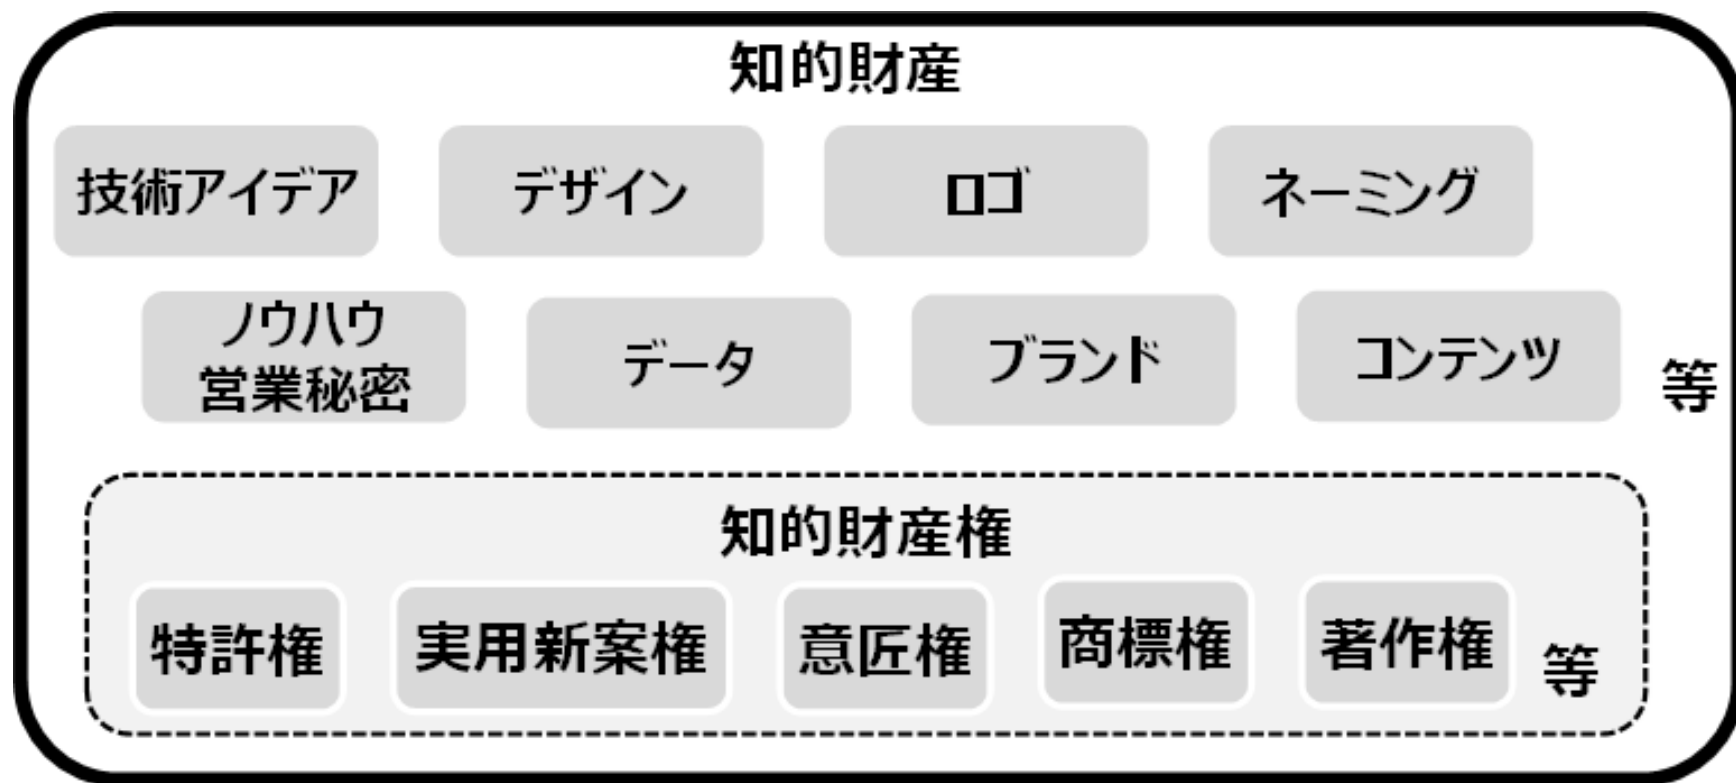 知的財産
技術アイデア
デザイン
ロゴ
ネーミング
ノウハウ
営業秘密
データ
ブランド
コンテンツ
等
知的財産権
特許権
実用新案権
意匠権
商標権
著作権
等